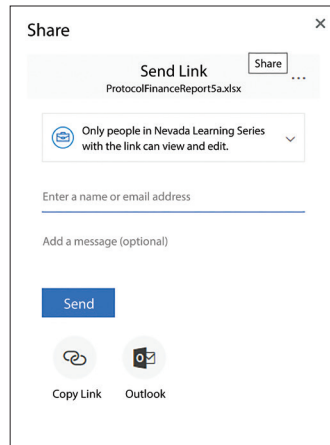 Share
Send Link
Share
ProtocolFinanceReport5a.xlsx
Only people in Nevada Learning Series
with the link can view and edit.
Enter a name or email address
Add a message (optional)
Send
Copy Link
Outlook